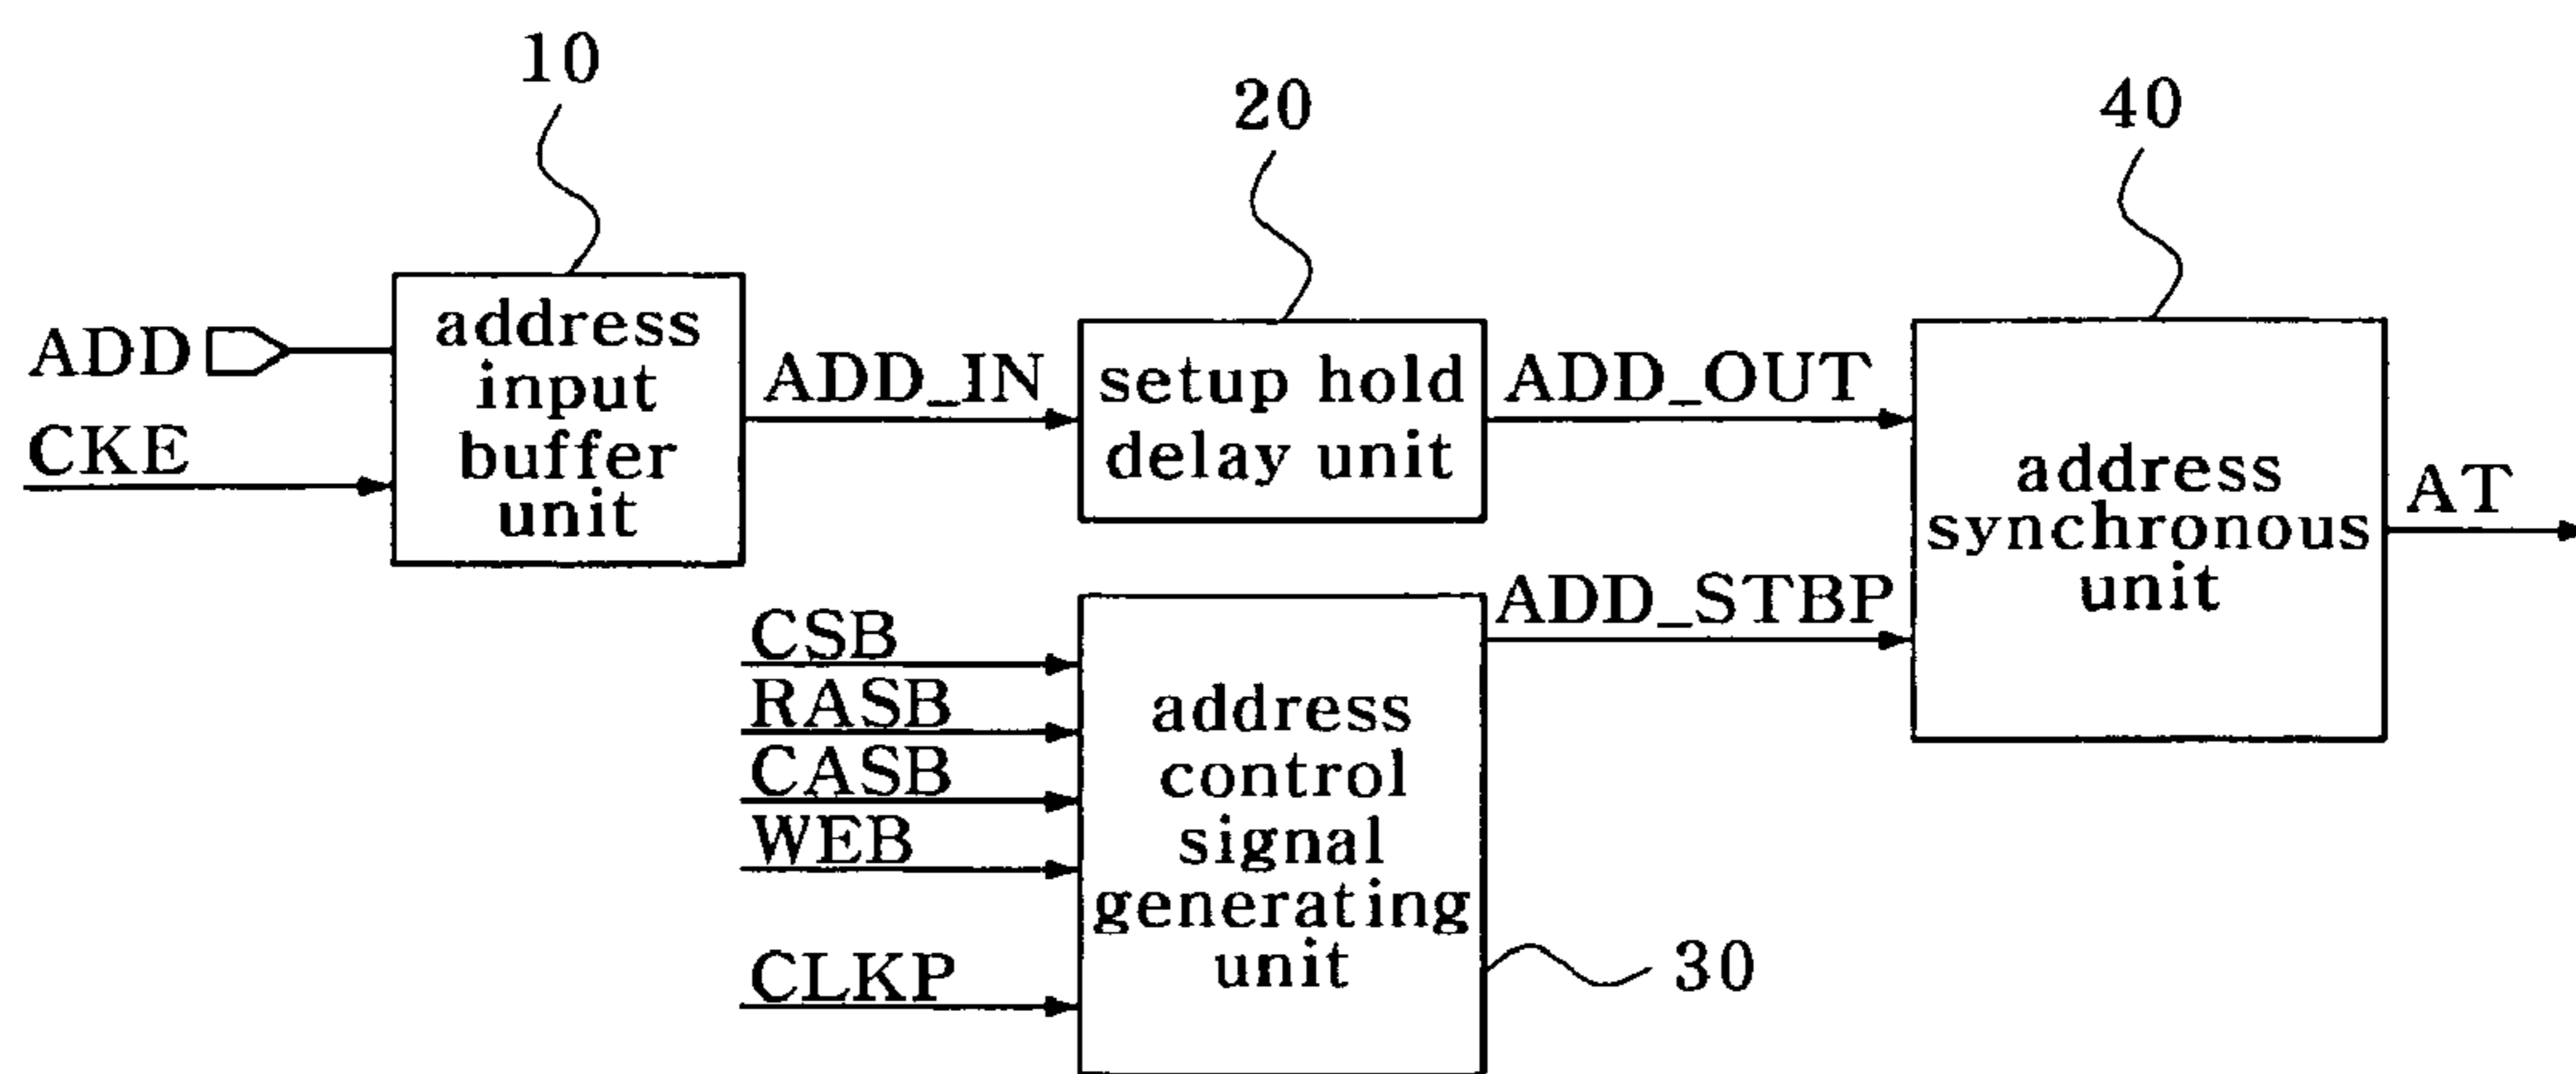 10
20
40
ADD
address
input
buffer
unit
CKE
ADD_IN
setup hold
delay unit
ADD_OUT
address
synchronous
unit
AT
CSB
RASB
CASB
WEB
CLKP
address
control
signal
generating
unit
ADD_STBP
30